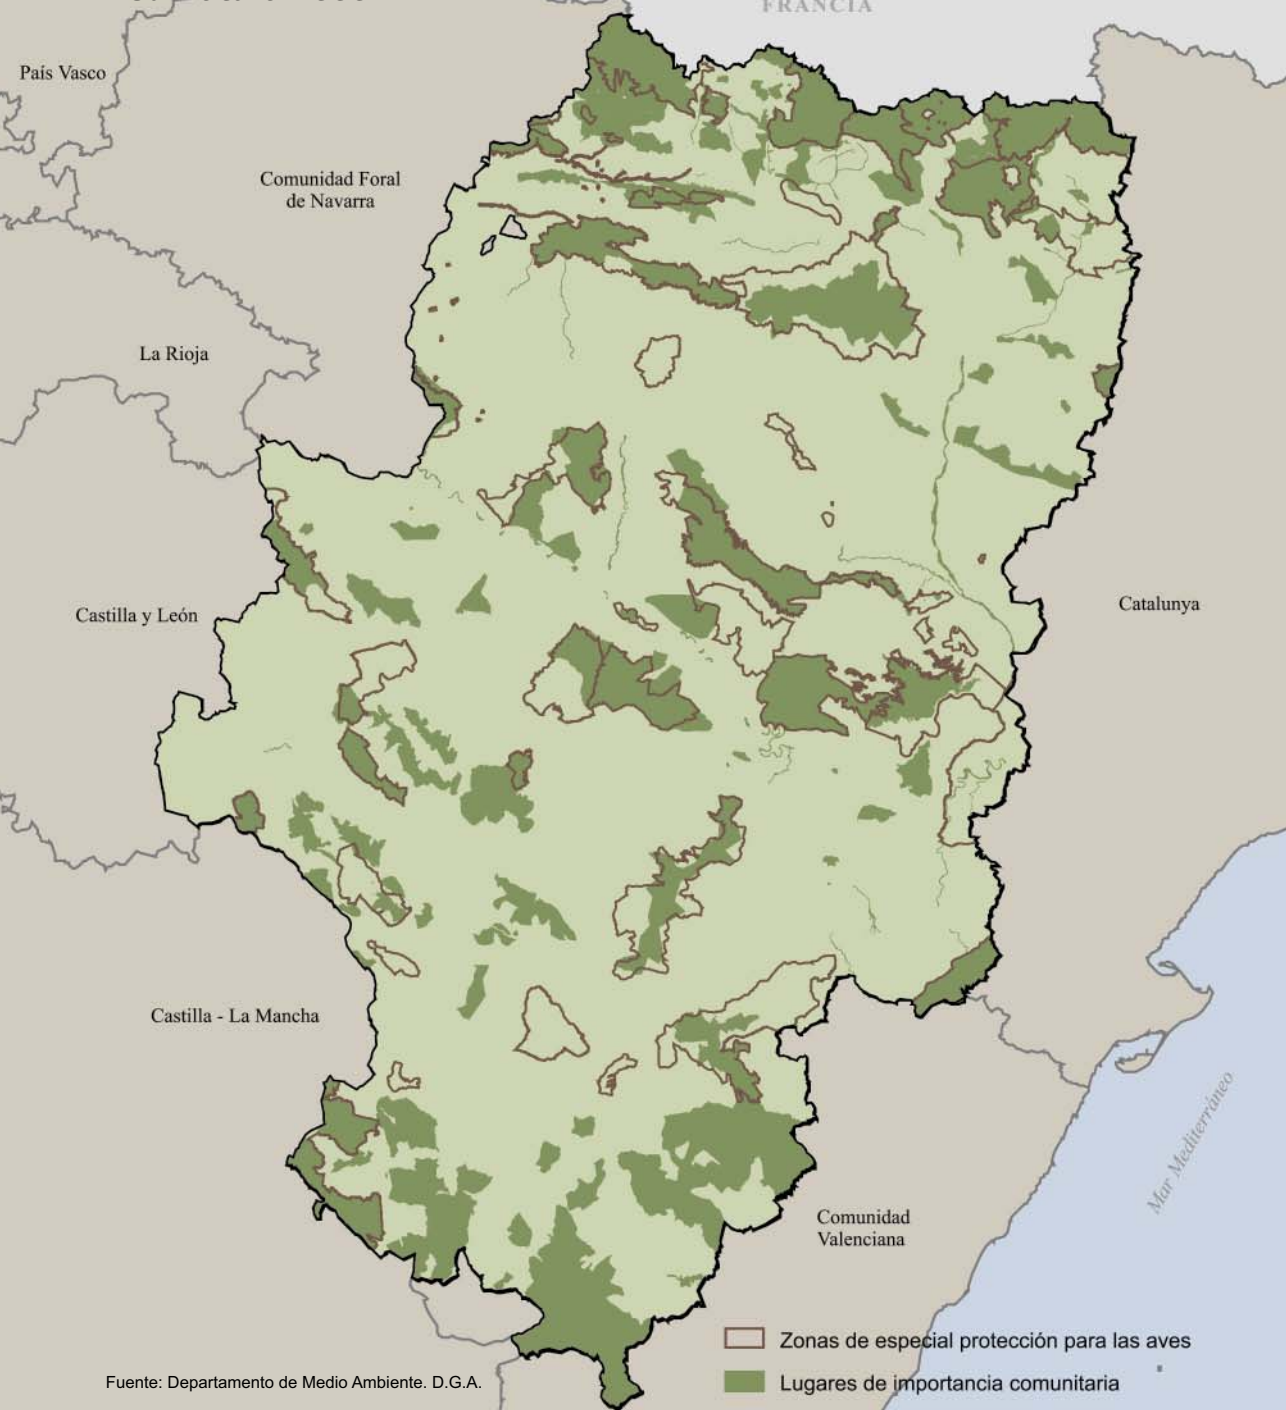 FRANCIA
País Vasco
Comunidad Foral
de Navarra
La Rioja
Castilla y León
Catalunya
Castilla - La Mancha
Mar Mediterráneo
Comunidad
Valenciana
Zonas de especial protección para las aves
Lugares de importancia comunitaria
Fuente: Departamento de Medio Ambiente. D.G.A.